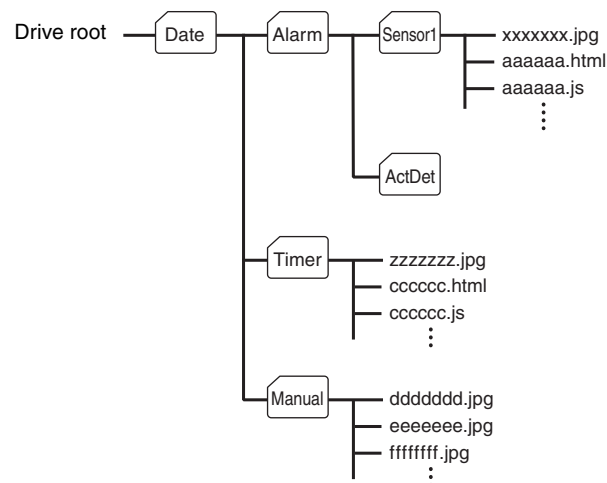 Drive root
Date
Alarm
Sensor1
xxxxxxx.jpg
aaaaaa.html
aaaaaa.js
ActDet
Timer
zzzzzzz.jpg
cccccc.html
cccccc.js
Manual
ddddddd.jpg
eeeeeee.jpg
ffffffff.jpg